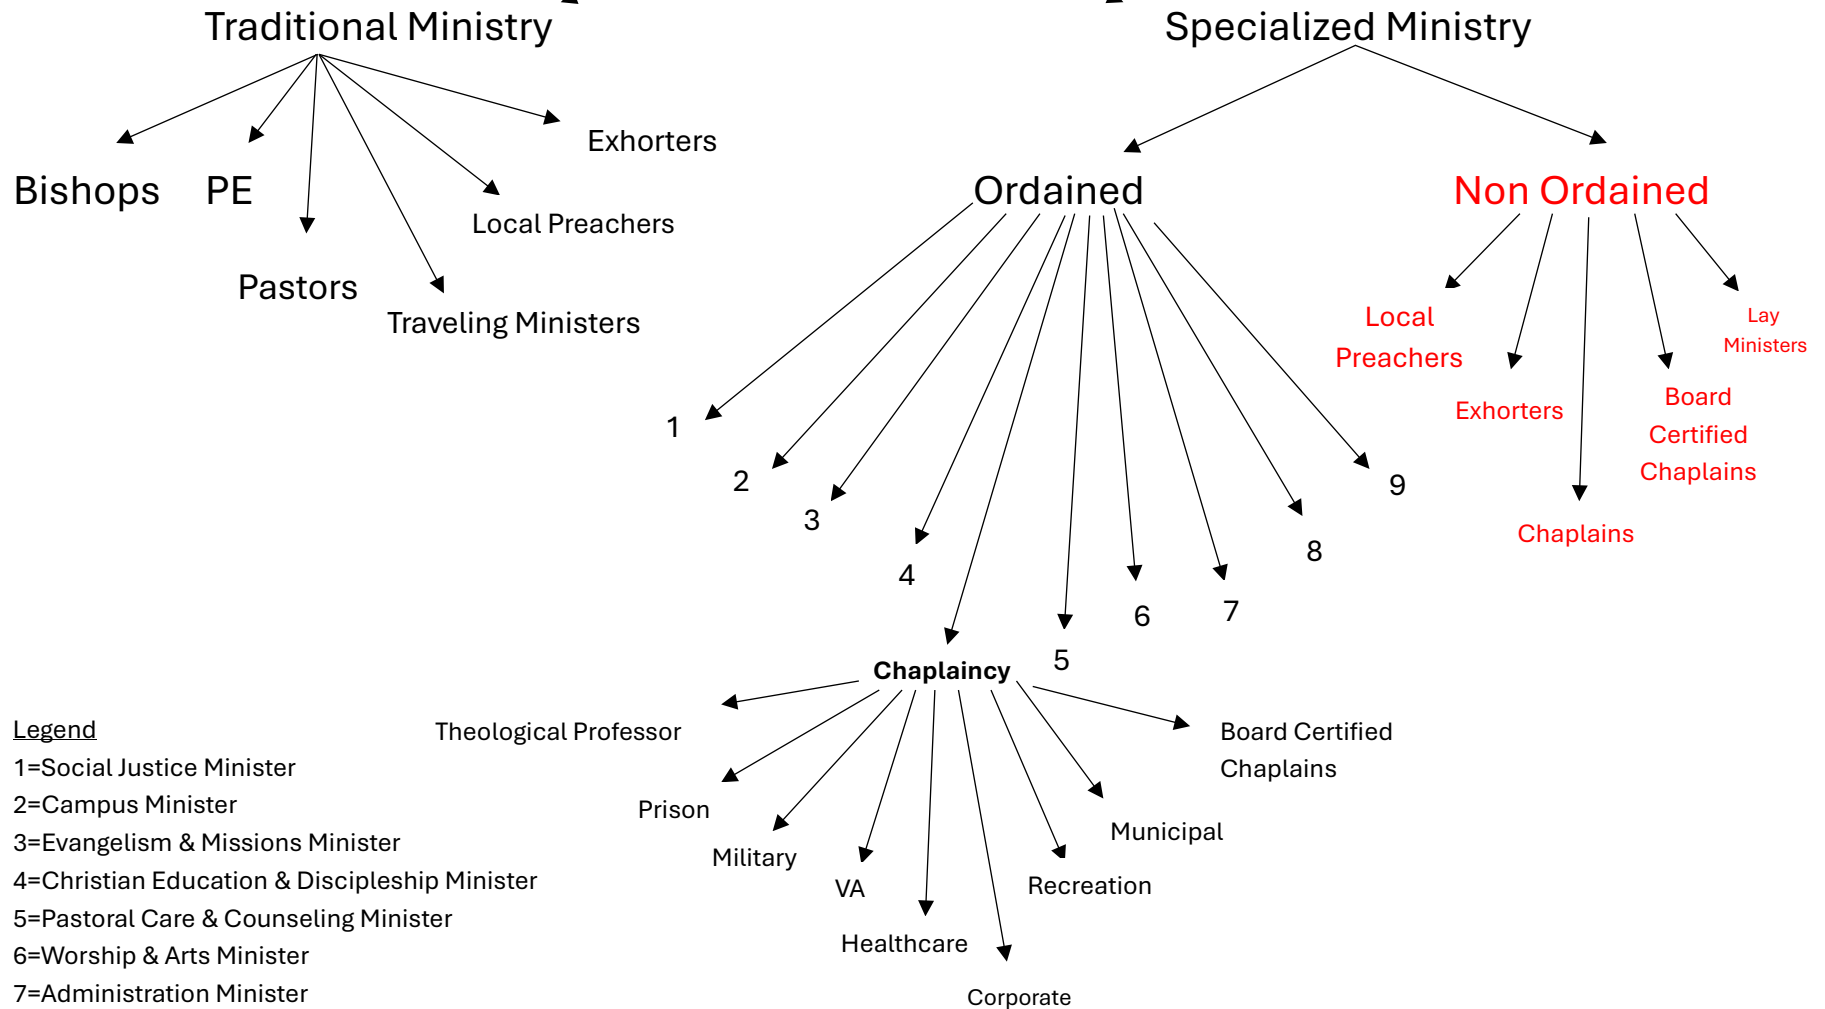 Traditional Ministry
Specialized Ministry
Exhorters
Bishops
PE
Local Preachers
Pastors
Traveling Ministers
Ordained
Non Ordained
Local
Preachers
Lay
Ministers
Exhorters
Board
Certified
Chaplains
Chaplains
1
2
3
4
9
8
7
6
5
Chaplaincy
Theological Professor
Board Certified
Chaplains
Prison
Municipal
Military
VA
Recreation
Healthcare
Corporate
Legend
1=Social Justice Minister
2=Campus Minister
3=Evangelism & Missions Minister
4=Christian Education & Discipleship Minister
5=Pastoral Care & Counseling Minister
6=Worship & Arts Minister
7=Administration Minister